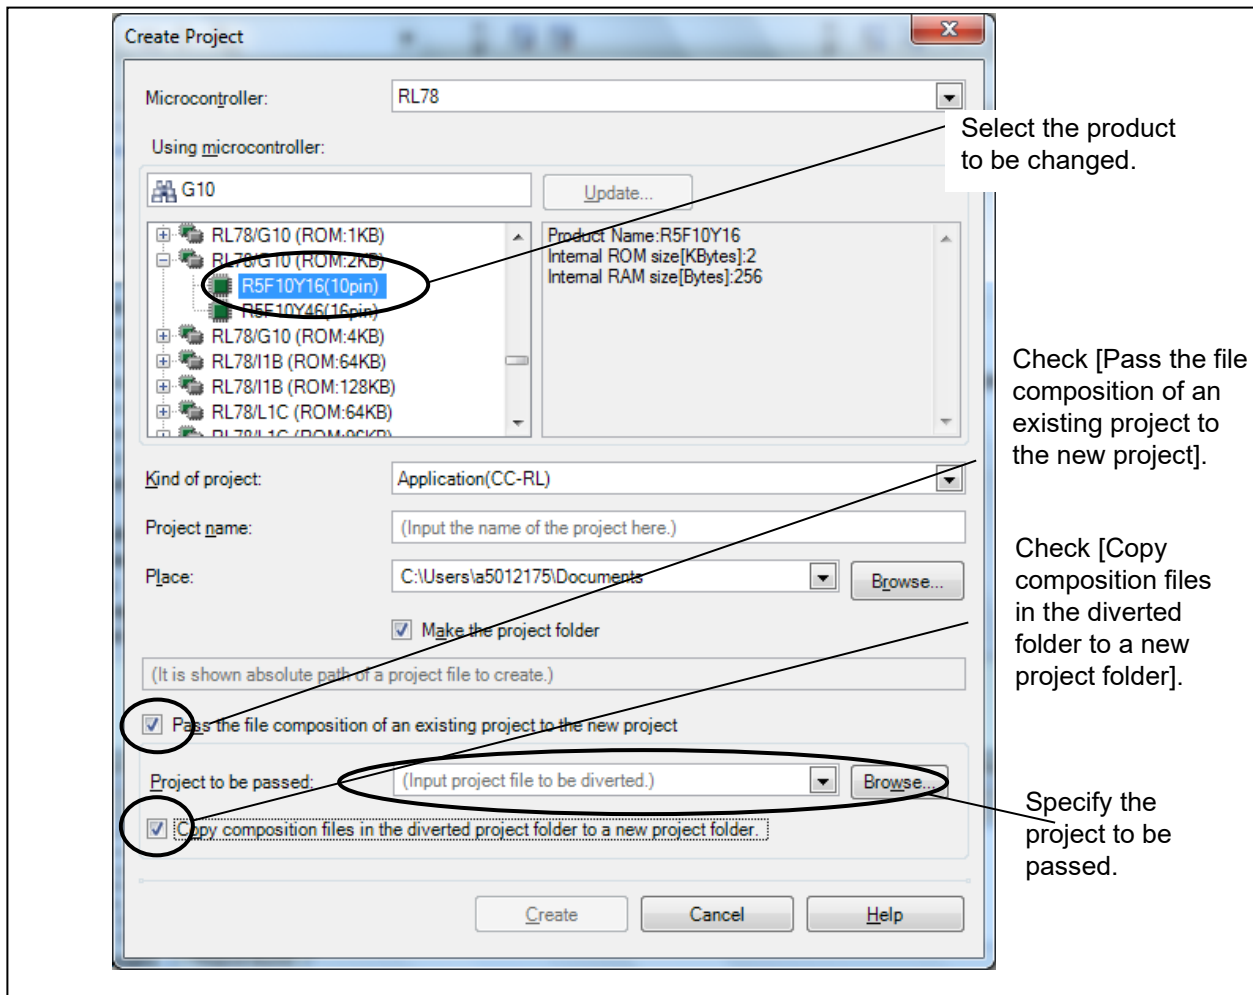 Create Project
Microcontroller:
RL78
Select the product
to be changed.
Using microcontroller:
G10
Update...
RL78/G10 (ROM:1KB)
RL78/G10 (ROM:2KB)
R5F10Y16(10pin)
R5F10Y46(16pin)
RL78/G10 (ROM:4KB)
RL78/I1B (ROM:64KB)
RL78/I1B (ROM:128KB)
RL78/L1C (ROM:64KB)
RL78/L1C (ROM:96KB)
Product Name:R5F10Y16
Internal ROM size[KBytes]:2
Internal RAM size[Bytes]:256
Check [Pass the file
composition of an
existing project to
the new project].
Kind of project:
Application(CC-RL)
Project name:
(Input the name of the project here.)
Place:
C:\Users\a5012175\Documents
Browse...
Make the project folder
Check [Copy
composition files
in the diverted
folder to a new
project folder].
(It is shown absolute path of a project file to create.)
Pass the file composition of an existing project to the new project
Project to be passed:
(Input project file to be diverted.)
Browse...
Copy composition files in the diverted project folder to a new project folder.
Specify the
project to be
passed.
Create
Cancel
Help